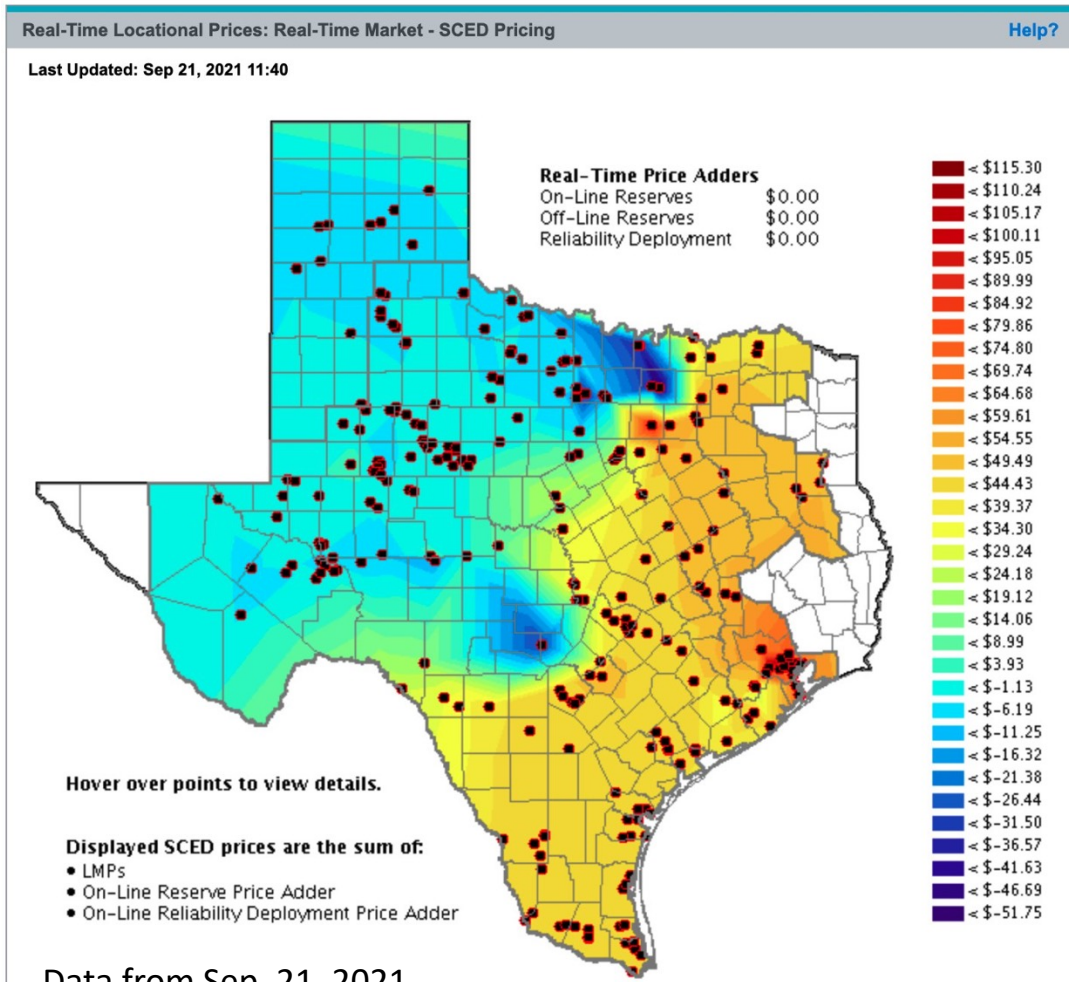 Real-Time Locational Prices: Real-Time Market - SCED Pricing
Help?
Last Updated: Sep 21, 2021 11:40
Real-Time Price Adders
On-Line Reserves $0.00
Off-Line Reserves $0.00
Reliability Deployment $0.00
< $115.30
< $110.24
< $105.17
< $100.11
< $95.05
< $89.99
< $84.92
< $79.86
< $74.80
< $69.74
< $64.68
< $59.61
< $54.55
< $49.49
< $44.43
< $39.37
< $34.30
< $29.24
< $24.18
< $19.12
< $14.06
< $8.99
< $3.93
< $-1.13
< $-6.19
< $-11.25
< $-16.32
< $-21.38
< $-26.44
< $-31.50
< $-36.57
< $-41.63
< $-46.69
< $-51.75
Hover over points to view details.
Displayed SCED prices are the sum of:
• LMPs
• On-Line Reserve Price Adder
• On-Line Reliability Deployment Price Adder
Data from Sep. 21, 2021